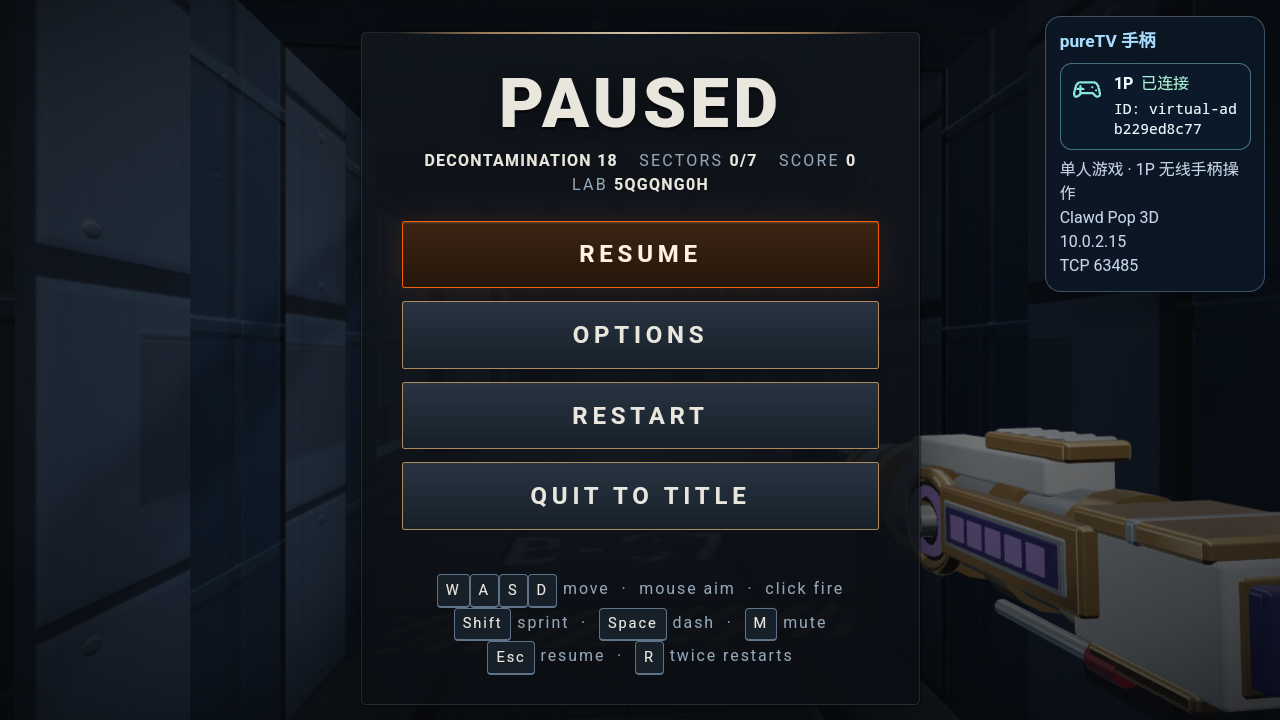 PAUSED
DECONTAMINATION 18 SECTORS 0/7 SCORE 0
LAB 5QGQNG0H
RESUME
OPTIONS
RESTART
QUIT TO TITLE
W A S D move · mouse aim · click fire
Shift sprint · Space dash · M mute
Esc resume · R twice restarts
pureTV 手柄
1P 已连接
ID: virtual-ad
b229ed8c77
单人游戏 · 1P 无线手柄操
作
Clawd Pop 3D
10.0.2.15
TCP 63485
E-37